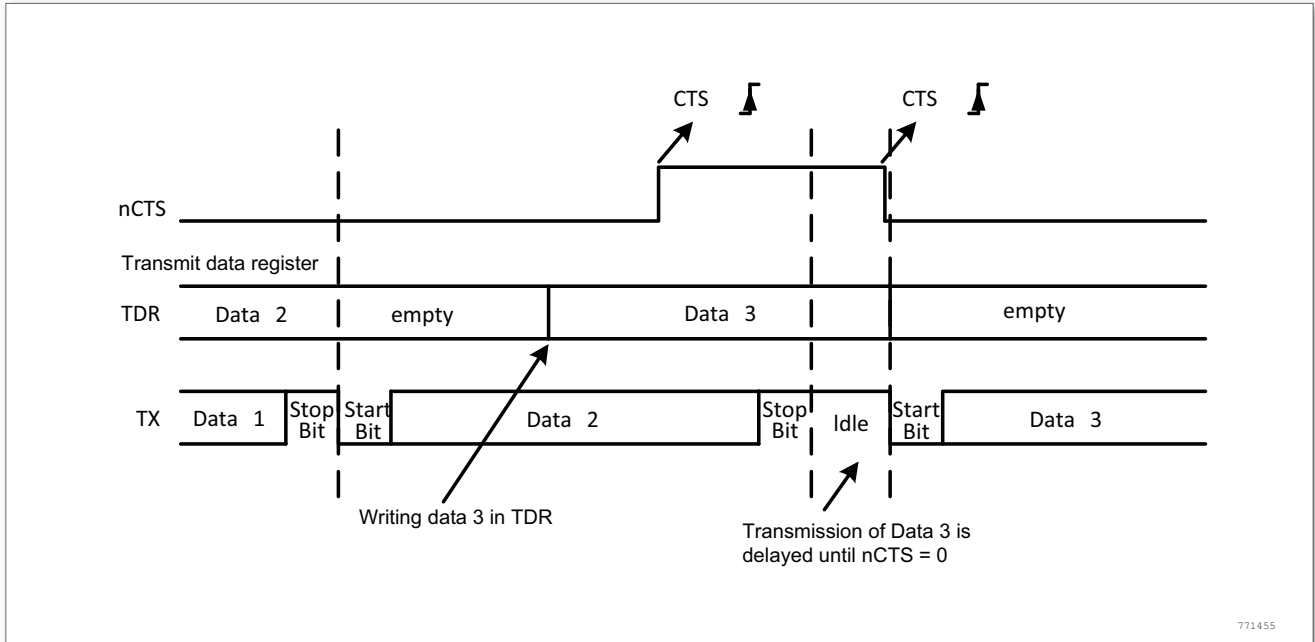 CTS CTS
nCTS
Transmit data register
TDR Data 2 empty Data 3 empty
TX Data 1 Stop Bit Start Bit Data 2 Stop Bit Idle Start Bit Data 3
Writing data 3 in TDR
Transmission of Data 3 is
delayed until nCTS = 0
771455